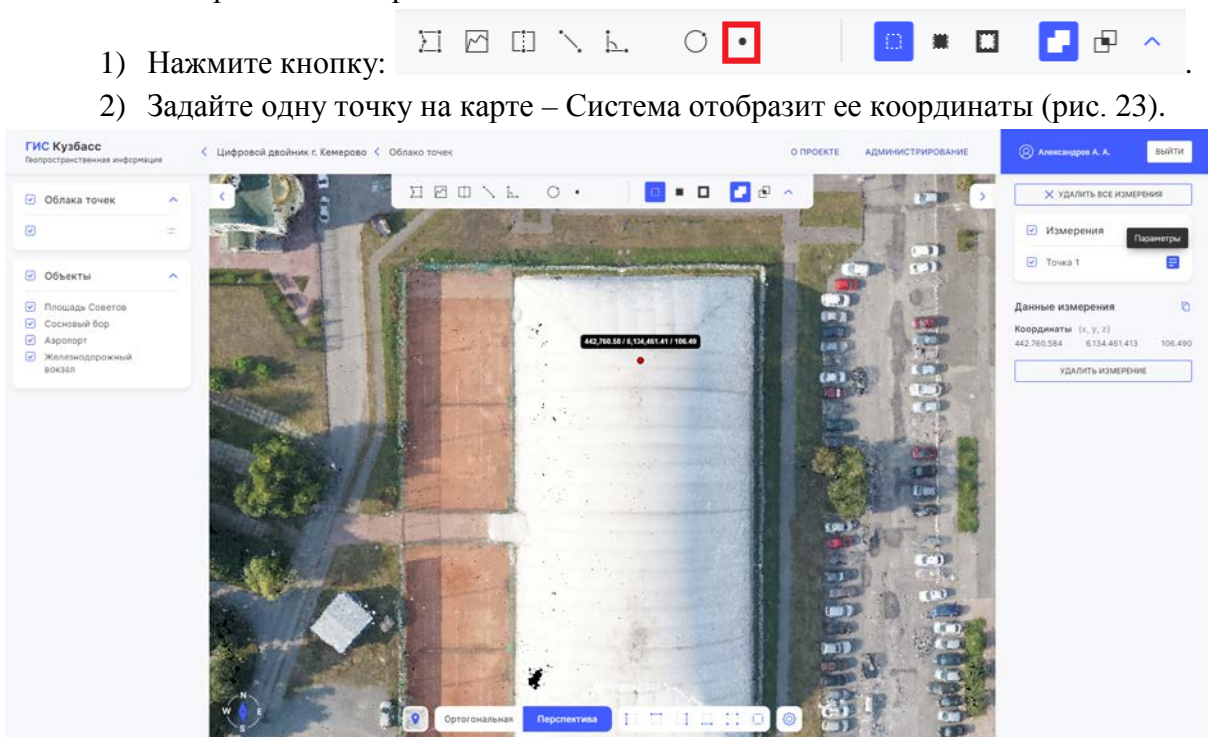 1) Нажмите кнопку: .
2) Задайте одну точку на карте – Система отобразит ее координаты (рис. 23).
ГИС Кузбасс
Геопространственная информация
Цифровой двойник г. Кемерово Облако точек
О ПРОЕКТЕ АДМИНИСТРИРОВАНИЕ
Александров А. А.
ВЫЙТИ
Облака точек
Объекты
Площадь Советов
Сосновый бор
Аэропорт
Железнодорожный
вокзал
442,760.58 / 6,134,461.41 / 106.49
УДАЛИТЬ ВСЕ ИЗМЕРЕНИЯ
Измерения
Параметры
Точка 1
Данные измерения
Координаты (x, y, z)
442.760.584 6.134.461.413 106.490
УДАЛИТЬ ИЗМЕРЕНИЕ
N
W E
S
Ортогональная Перспектива